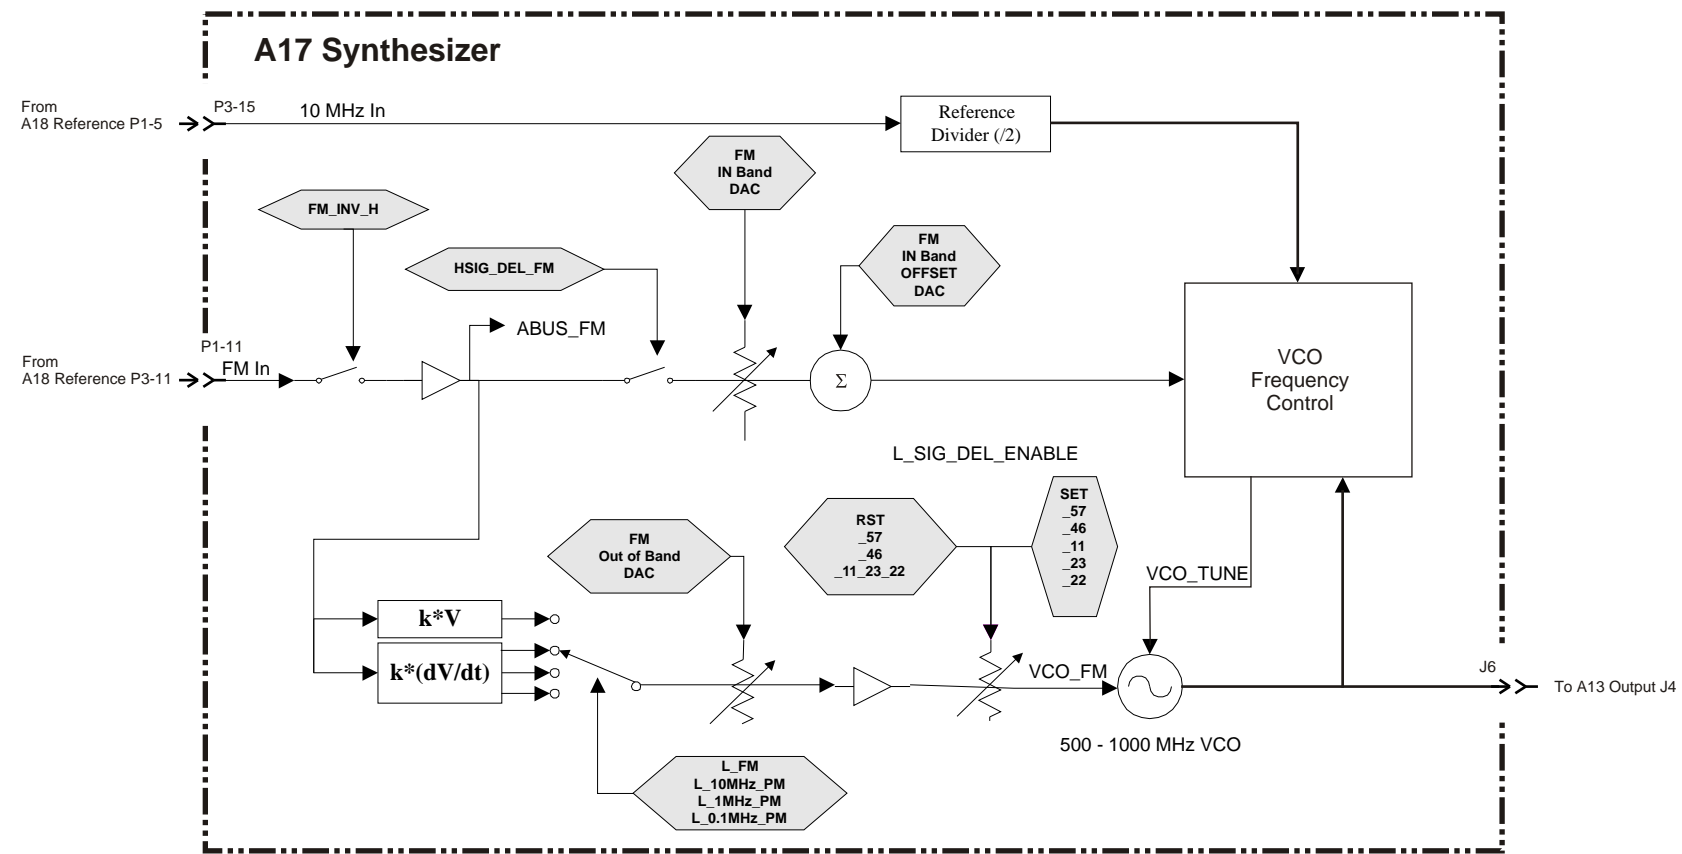 A17 Synthesizer
From
A18 Reference P1-5
P3-15
10 MHz In
Reference
Divider (/2)
FM
IN Band
DAC
FM_INV_H
HSIG_DEL_FM
FM
IN Band
OFFSET
DAC
ABUS_FM
From
A18 Reference P3-11
P1-11
FM In
Σ
VCO
Frequency
Control
L_SIG_DEL_ENABLE
FM
Out of Band
DAC
RST
_57
_46
_11_23_22
SET
_57
_46
_11
_23
_22
VCO_TUNE
k*V
k*(dV/dt)
VCO_FM
J6
To A13 Output J4
500 - 1000 MHz VCO
L_FM
L_10MHz_PM
L_1MHz_PM
L_0.1MHz_PM